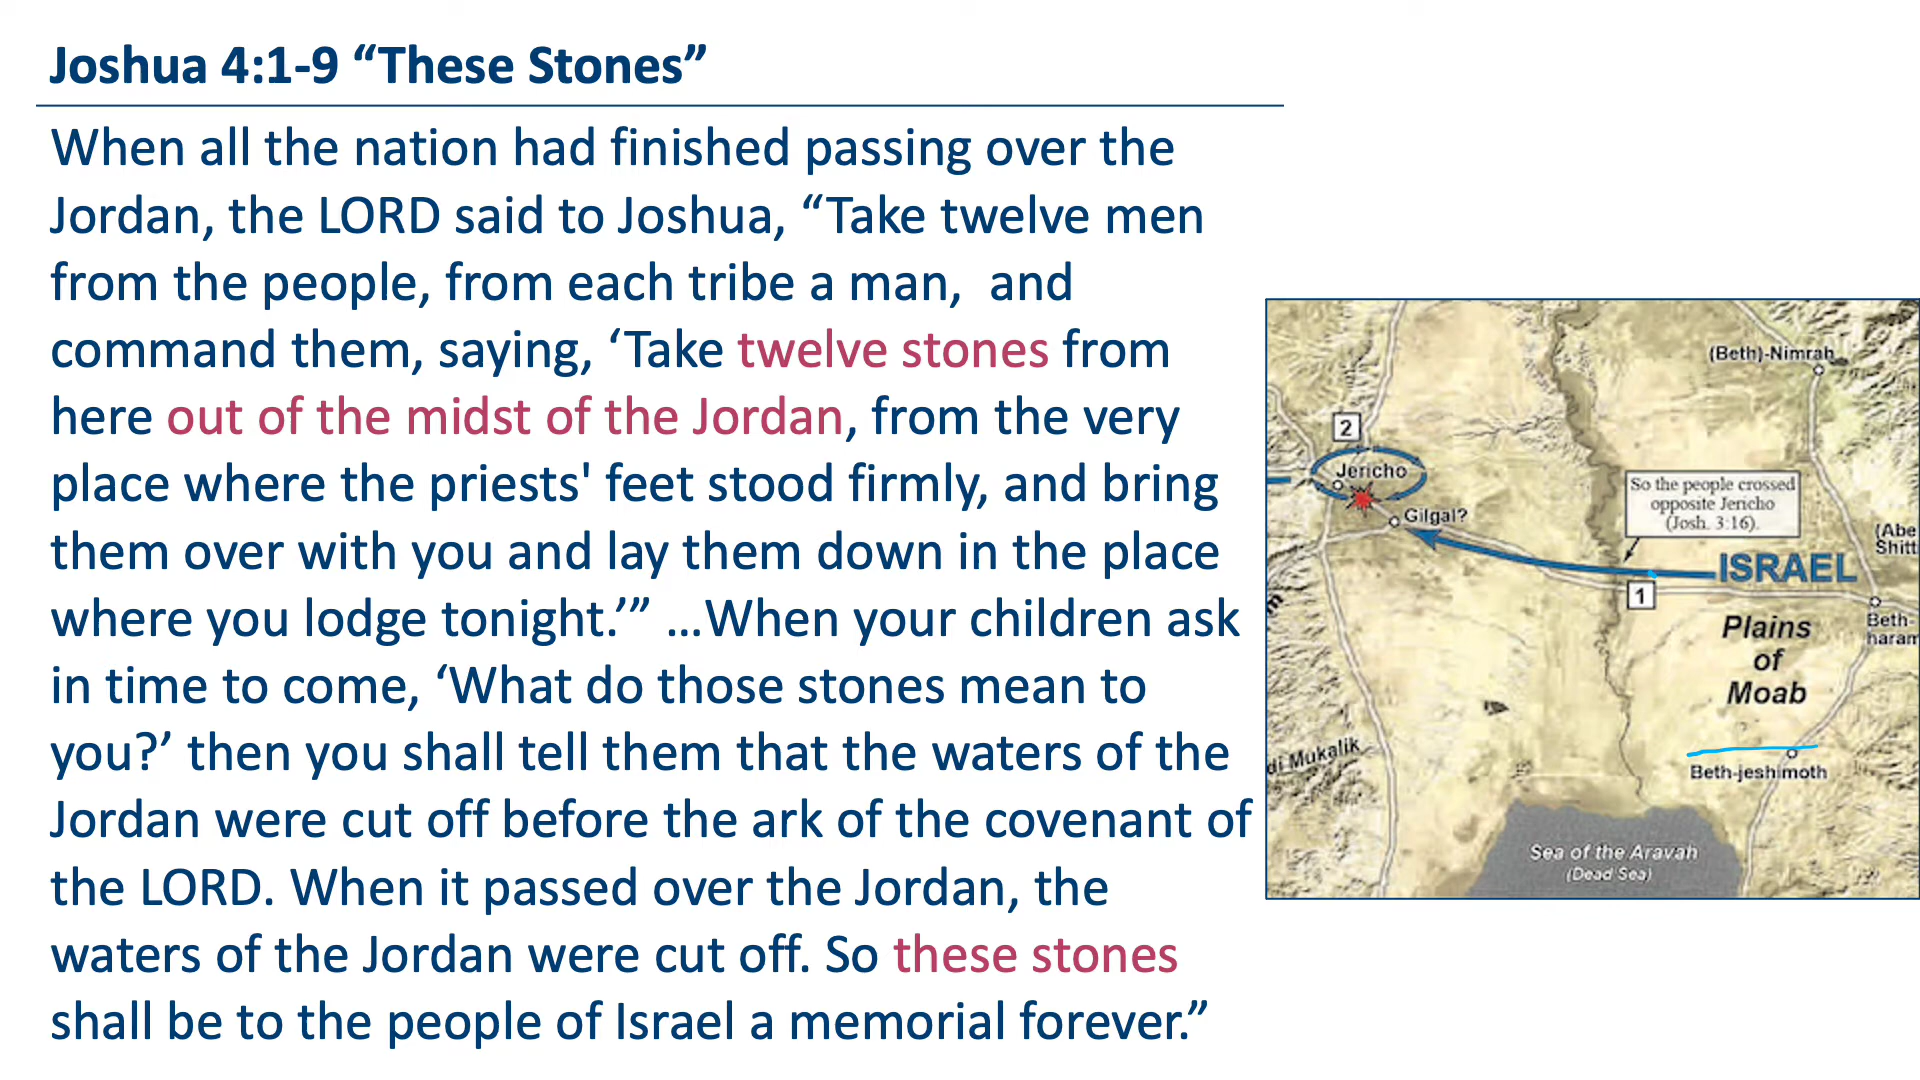 Joshua 4:1-9 “These Stones”
When all the nation had finished passing over the
Jordan, the LORD said to Joshua, “Take twelve men
from the people, from each tribe a man,  and
command them, saying, ‘Take twelve stones from
here out of the midst of the Jordan, from the very
place where the priests' feet stood firmly, and bring
them over with you and lay them down in the place
where you lodge tonight.’” …When your children ask
in time to come, ‘What do those stones mean to
you?’ then you shall tell them that the waters of the
Jordan were cut off before the ark of the covenant of
the LORD. When it passed over the Jordan, the
waters of the Jordan were cut off. So these stones
shall be to the people of Israel a memorial forever.”
(Beth)-Nimrah
2
Jericho
Gilgal?
So the people crossed
opposite Jericho
(Josh. 3:16).
(Abe
Shitt
ISRAEL
1
Beth-
haram
Plains
of
Moab
di Mukalik
Beth-jeshimoth
Sea of the Aravah
(Dead Sea)